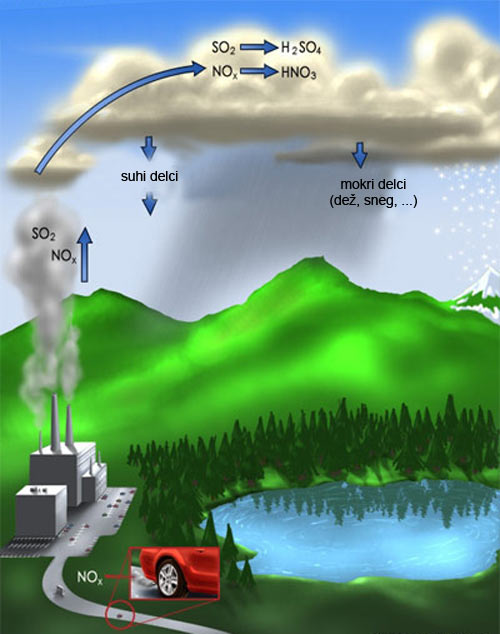 SO₂ → H₂SO₄
NOₓ → HNO₃
suhi delci
mokri delci
(dež, sneg, ...)
SO₂
NOₓ
NOₓ